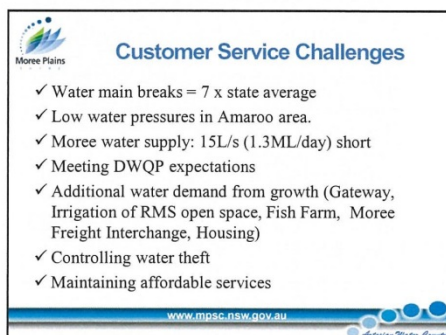 Moree Plains
Customer Service Challenges
✓ Water main breaks = 7 x state average
✓ Low water pressures in Amaroo area.
✓ Moree water supply: 15L/s (1.3ML/day) short
✓ Meeting DWQP expectations
✓ Additional water demand from growth (Gateway,
Irrigation of RMS open space, Fish Farm, Moree
Freight Interchange, Housing)
✓ Controlling water theft
✓ Maintaining affordable services
www.mpsc.nsw.gov.au